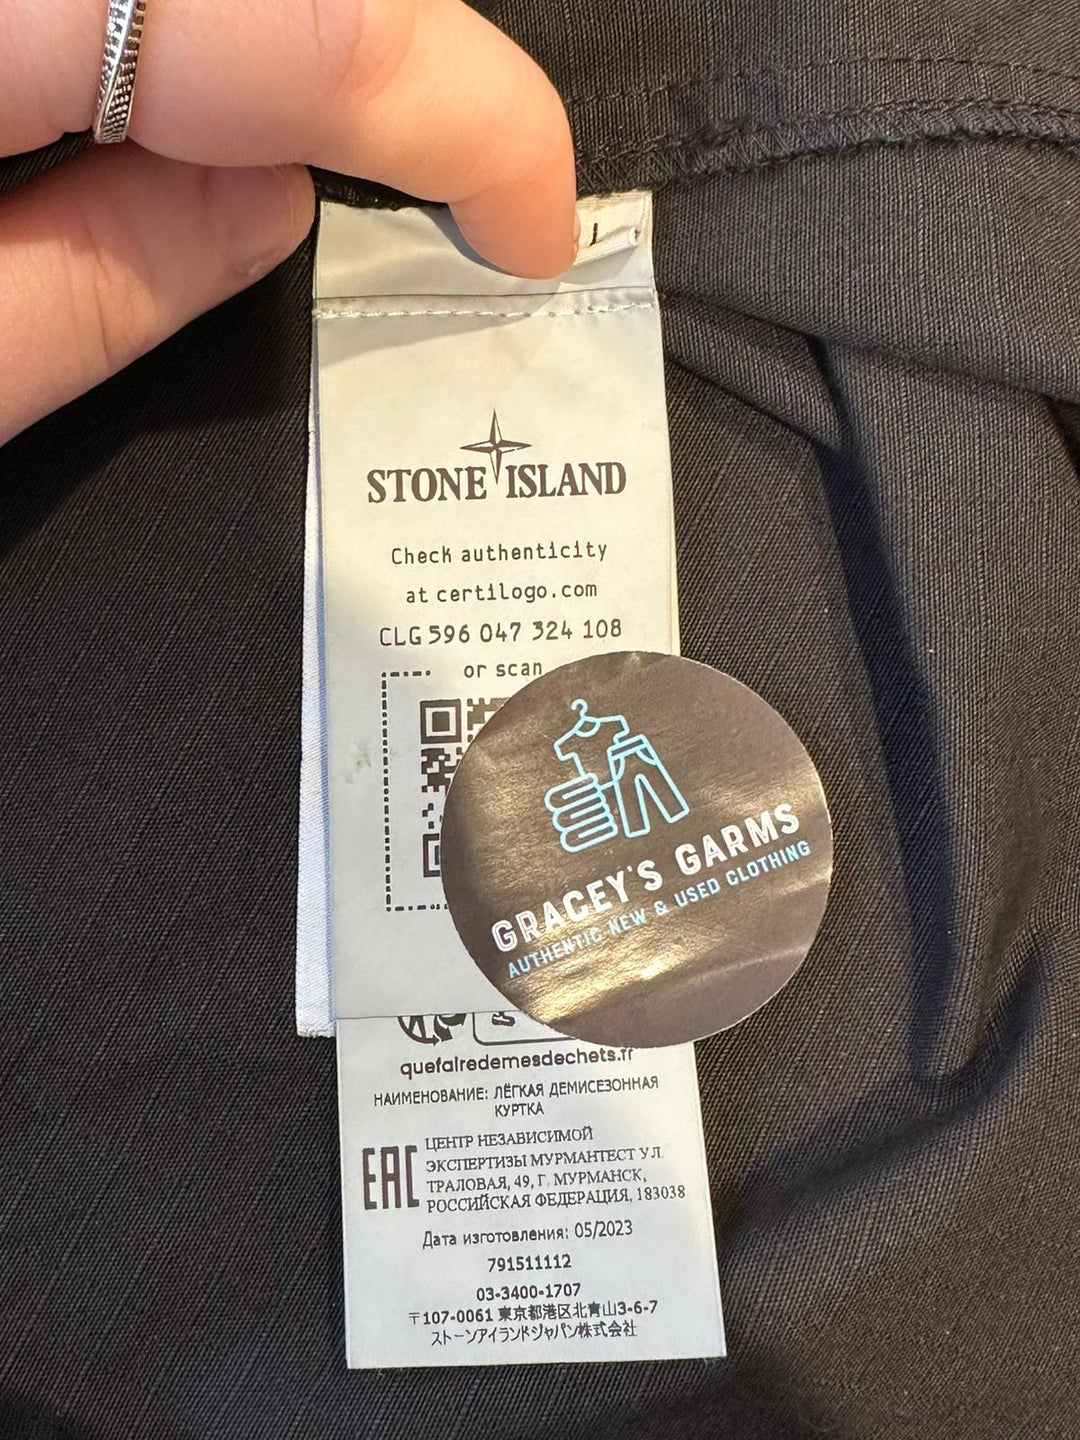 L
STONE ISLAND
Check authenticity
at certilogo.com
CLG 596 047 324 108
or scan
GRACEY'S GARMS
AUTHENTIC NEW & USED CLOTHING
quefairedemesdechets.fr
НАИМЕНОВАНИЕ: ЛЁГКАЯ ДЕМИСЕЗОННАЯ
КУРТКА
EAC
ЦЕНТР НЕЗАВИСИМОЙ
ЭКСПЕРТИЗЫ МУРМАНТЕСТ УЛ.
ТРАЛОВАЯ, 49, Г. МУРМАНСК,
РОССИЙСКАЯ ФЕДЕРАЦИЯ, 183038
Дата изготовления: 05/2023
791511112
03-3400-1707
〒107-0061 東京都港区北青山3-6-7
ストーンアイランドジャパン株式会社